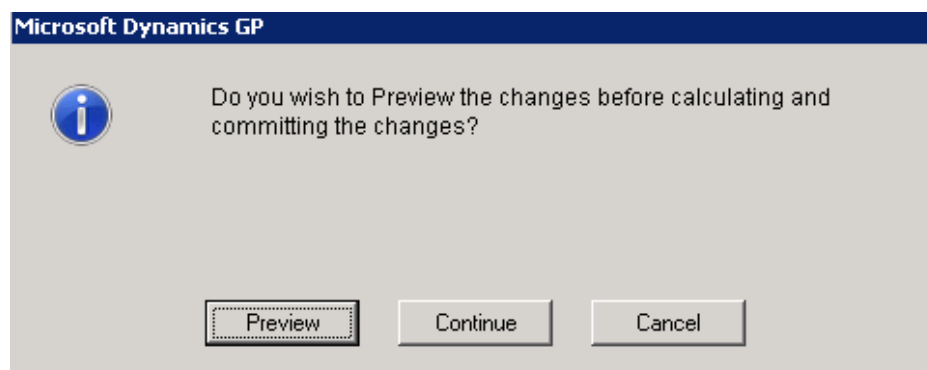 Microsoft Dynamics GP
Do you wish to Preview the changes before calculating and
committing the changes?
Preview Continue Cancel